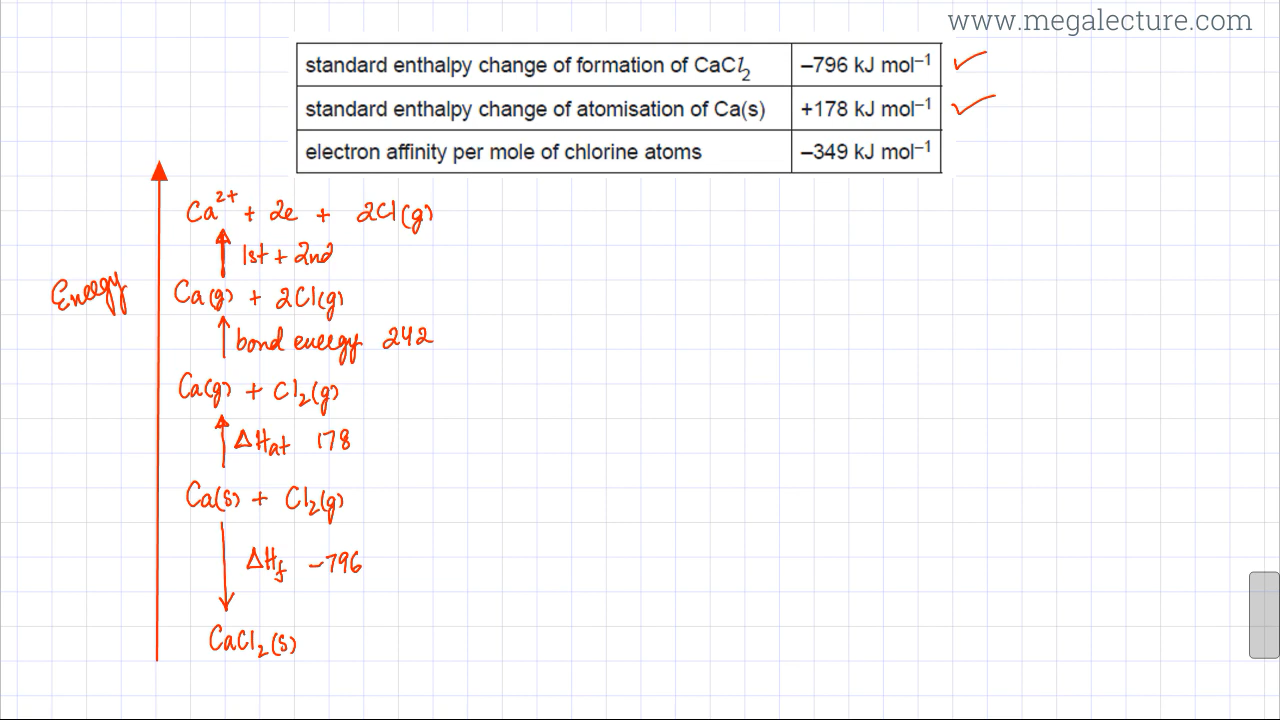 www.megalecture.com
standard enthalpy change of formation of CaCl₂ –796 kJ mol⁻¹
standard enthalpy change of atomisation of Ca(s) +178 kJ mol⁻¹
electron affinity per mole of chlorine atoms –349 kJ mol⁻¹
Ca²⁺ + 2e + 2Cl(g)
1st + 2nd
Energy
Ca(g) + 2Cl(g)
bond energy 242
Ca(g) + Cl₂(g)
ΔHat 178
Ca(s) + Cl₂(g)
ΔHf –796
CaCl₂(s)